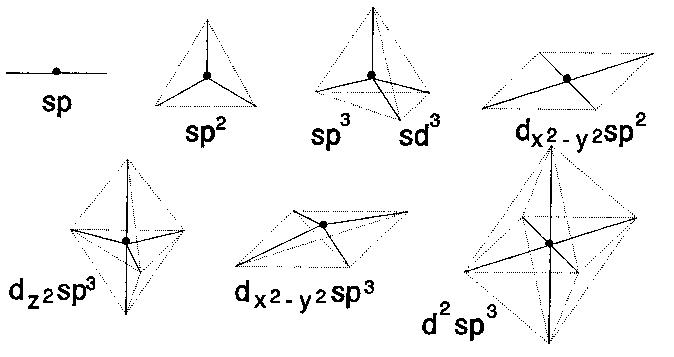 sp
sp²
sp³ sd³
dx²-y²sp²
dz²sp³
dx²-y²sp³
d²sp³